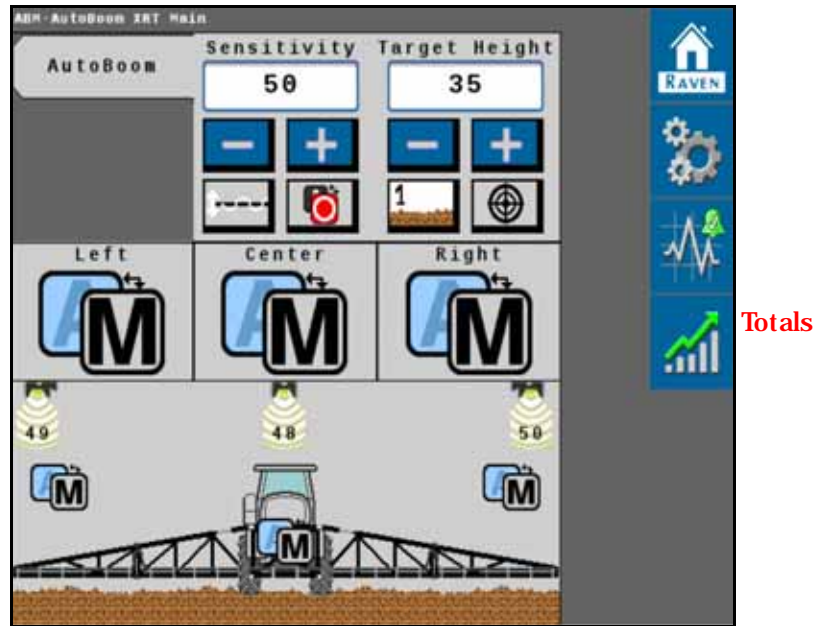 ABM-AutoBoom XRT Main
AutoBoom
Sensitivity
Target Height
50
35
RAVEN
1
Left
Center
Right
A M
A M
A M
Totals
49
48
50
M
M
M